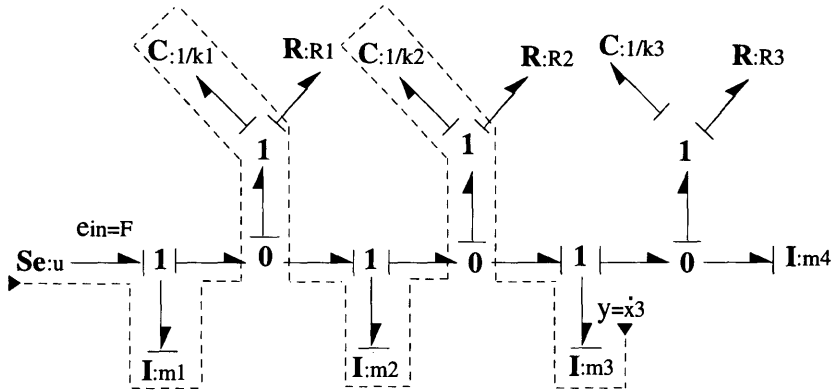 C:1/k1 R:R1 C:1/k2 R:R2 C:1/k3 R:R3
1 1 1
ein=F
Se:u 1 0 1 0 1 0 I:m4
y=ẋ3
I:m1 I:m2 I:m3